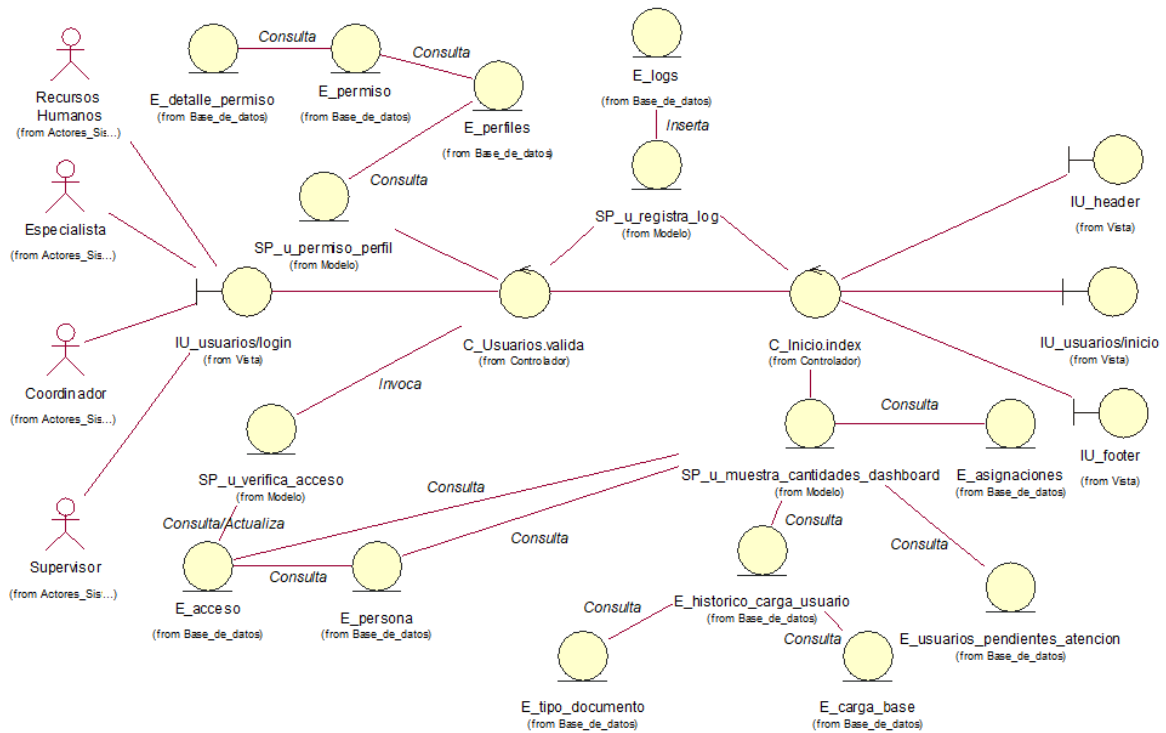 Recursos
Humanos
(from Actores_Sis...)
Consulta
E_detalle_permiso
(from Base_de_datos)
E_permiso
(from Base_de_datos)
Consulta
E_perfiles
(from Base_de_datos)
E_logs
(from Base_de_datos)
Inserta
Especialista
(from Actores_Sis...)
Consulta
SP_u_permiso_perfil
(from Modelo)
SP_u_registra_log
(from Modelo)
IU_header
(from Vista)
IU_usuarios/login
(from Vista)
C_Usuarios.valida
(from Controlador)
C_Inicio.index
(from Controlador)
IU_usuarios/inicio
(from Vista)
Coordinador
(from Actores_Sis...)
Invoca
SP_u_verifica_acceso
(from Modelo)
Consulta
SP_u_muestra_cantidades_dashboard
(from Modelo)
E_asignaciones
(from Base_de_datos)
IU_footer
(from Vista)
Consulta/Actualiza
Consulta
Consulta
Consulta
Consulta
Supervisor
(from Actores_Sis...)
E_acceso
(from Base_de_datos)
Consulta
E_persona
(from Base_de_datos)
E_historico_carga_usuario
(from Base_de_datos)
E_usuarios_pendientes_atencion
(from Base_de_datos)
Consulta
Consulta
E_tipo_documento
(from Base_de_datos)
E_carga_base
(from Base_de_datos)